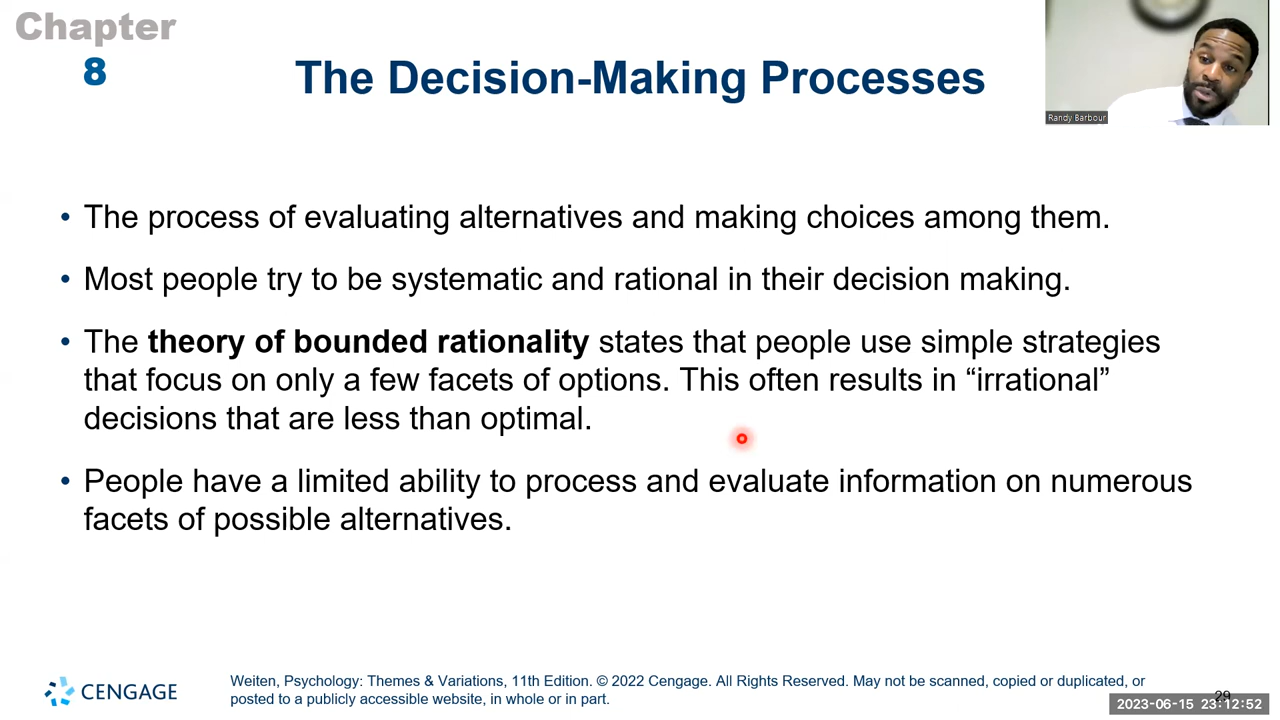 Chapter
8
The Decision-Making Processes
Randy Barbour
• The process of evaluating alternatives and making choices among them.
• Most people try to be systematic and rational in their decision making.
• The theory of bounded rationality states that people use simple strategies
that focus on only a few facets of options. This often results in “irrational”
decisions that are less than optimal.
• People have a limited ability to process and evaluate information on numerous
facets of possible alternatives.
CENGAGE
Weiten, Psychology: Themes & Variations, 11th Edition. © 2022 Cengage. All Rights Reserved. May not be scanned, copied or duplicated, or
posted to a publicly accessible website, in whole or in part.
29
2023-06-15 23:12:52